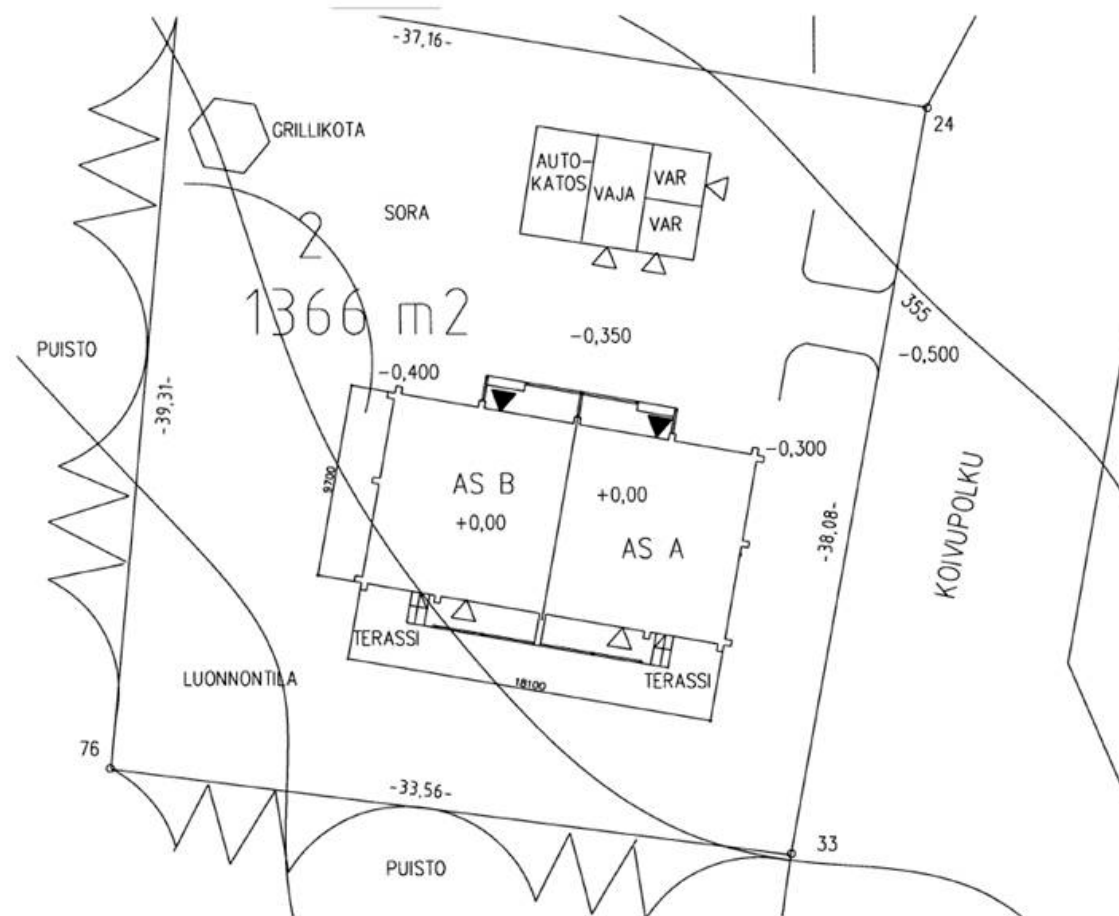 -37,16-
24
GRILLIKOTA
AUTO-
KATOS
VAJA
VAR
VAR
SORA
2
1366 m2
355
-0,350
-0,500
PUISTO
-0,400
-39,31-
-0,300
9700
AS B
+0,00
+0,00
AS A
-38,08-
KOIVUPOLKU
TERASSI
LUONNONTILA
18100
TERASSI
76
-33,56-
33
PUISTO